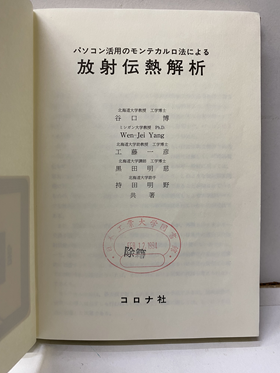 パソコン活用のモンテカルロ法による
放射伝熱解析
北海道大学教授 工学博士
谷口 博
ミシガン大学教授 Ph.D.
Wen-Jei Yang
北海道大学助教授 工学博士
工藤一彦
北海道大学講師 工学博士
黒田明慈
北海道大学助手
持田明野
共著
コロナ社